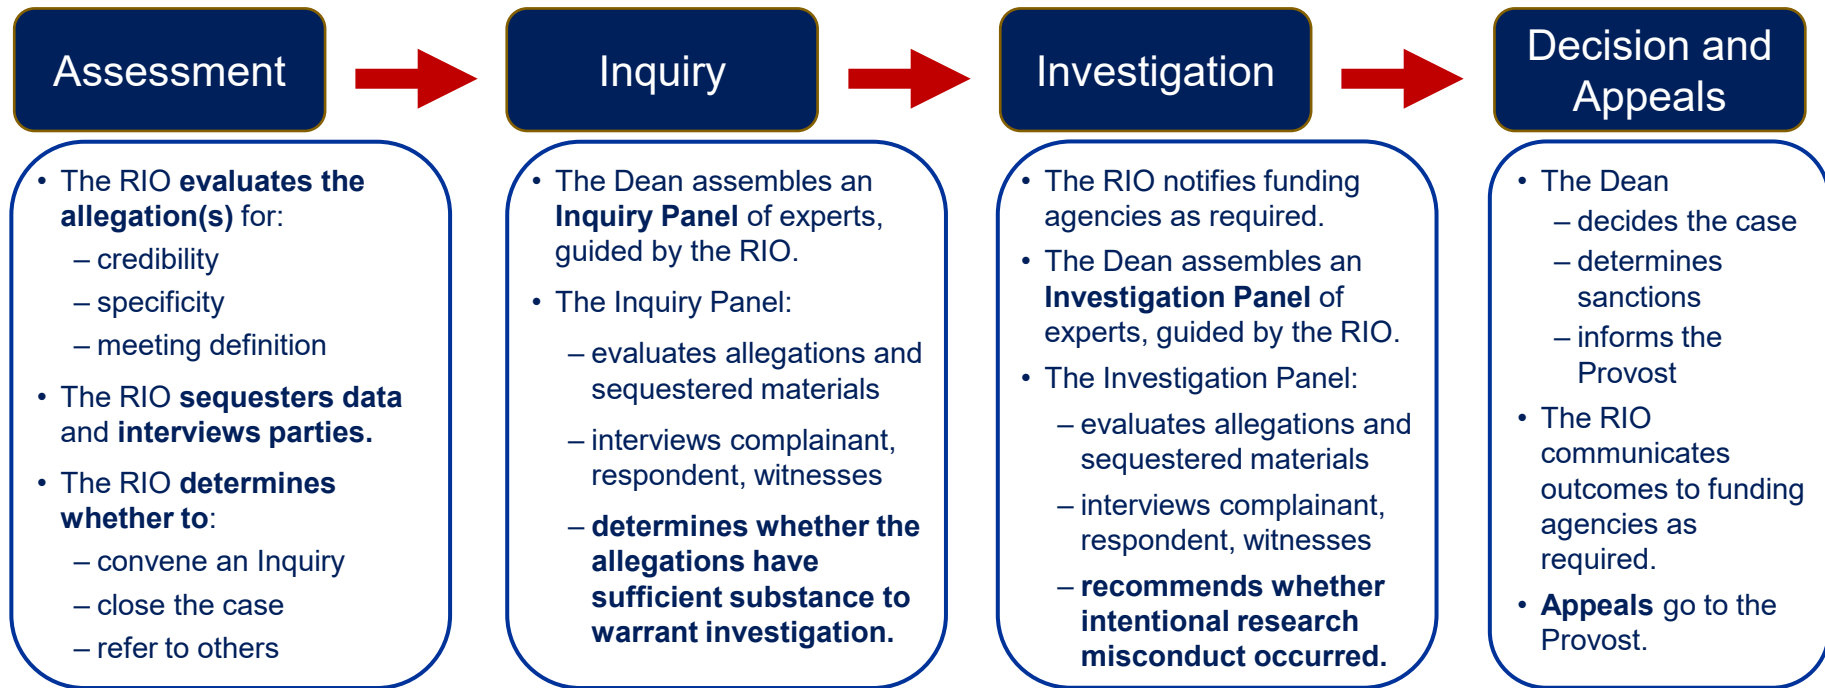 Assessment
• The RIO evaluates the
allegation(s) for:
– credibility
– specificity
– meeting definition
• The RIO sequesters data
and interviews parties.
• The RIO determines
whether to:
– convene an Inquiry
– close the case
– refer to others
Inquiry
• The Dean assembles an
Inquiry Panel of experts,
guided by the RIO.
• The Inquiry Panel:
– evaluates allegations and
sequestered materials
– interviews complainant,
respondent, witnesses
– determines whether the
allegations have
sufficient substance to
warrant investigation.
Investigation
• The RIO notifies funding
agencies as required.
• The Dean assembles an
Investigation Panel of
experts, guided by the RIO.
• The Investigation Panel:
– evaluates allegations and
sequestered materials
– interviews complainant,
respondent, witnesses
– recommends whether
intentional research
misconduct occurred.
Decision and
Appeals
• The Dean
– decides the case
– determines
sanctions
– informs the
Provost
• The RIO
communicates
outcomes to funding
agencies as
required.
• Appeals go to the
Provost.